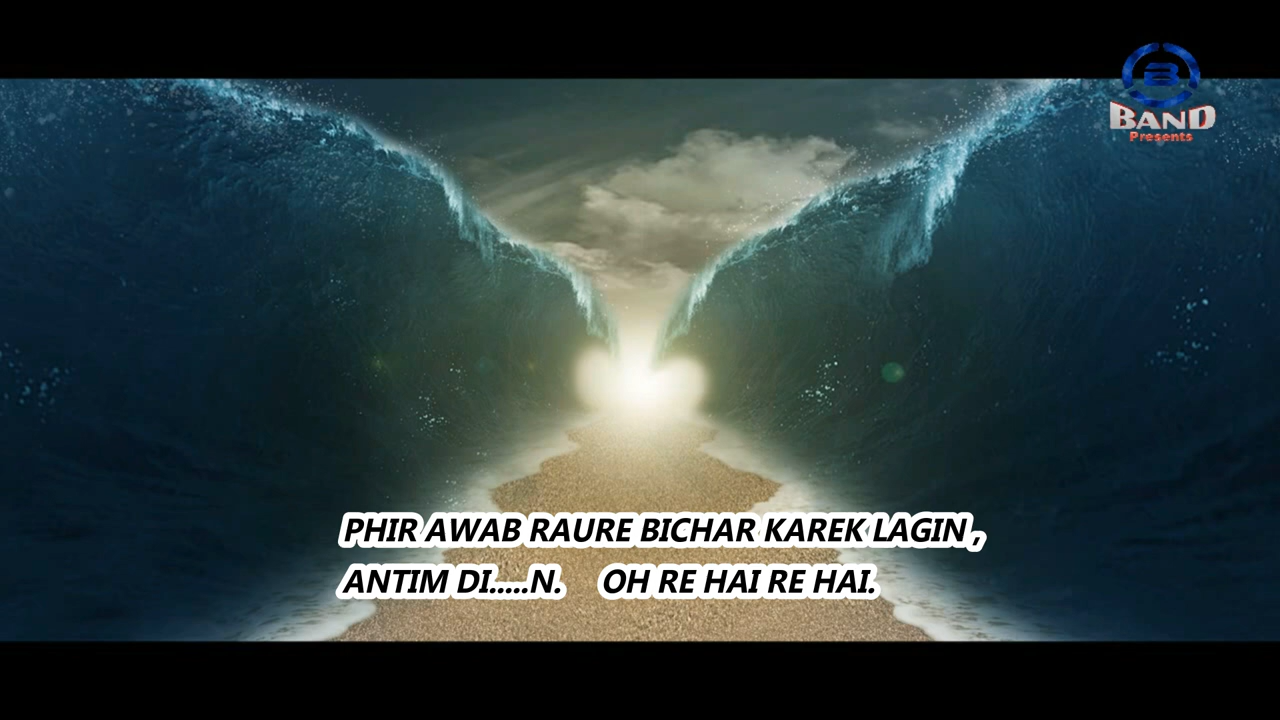 BAND
Presents
PHIR AWAB RAURE BICHAR KAREK LAGIN ,
ANTIM DI.....N. OH RE HAI RE HAI.